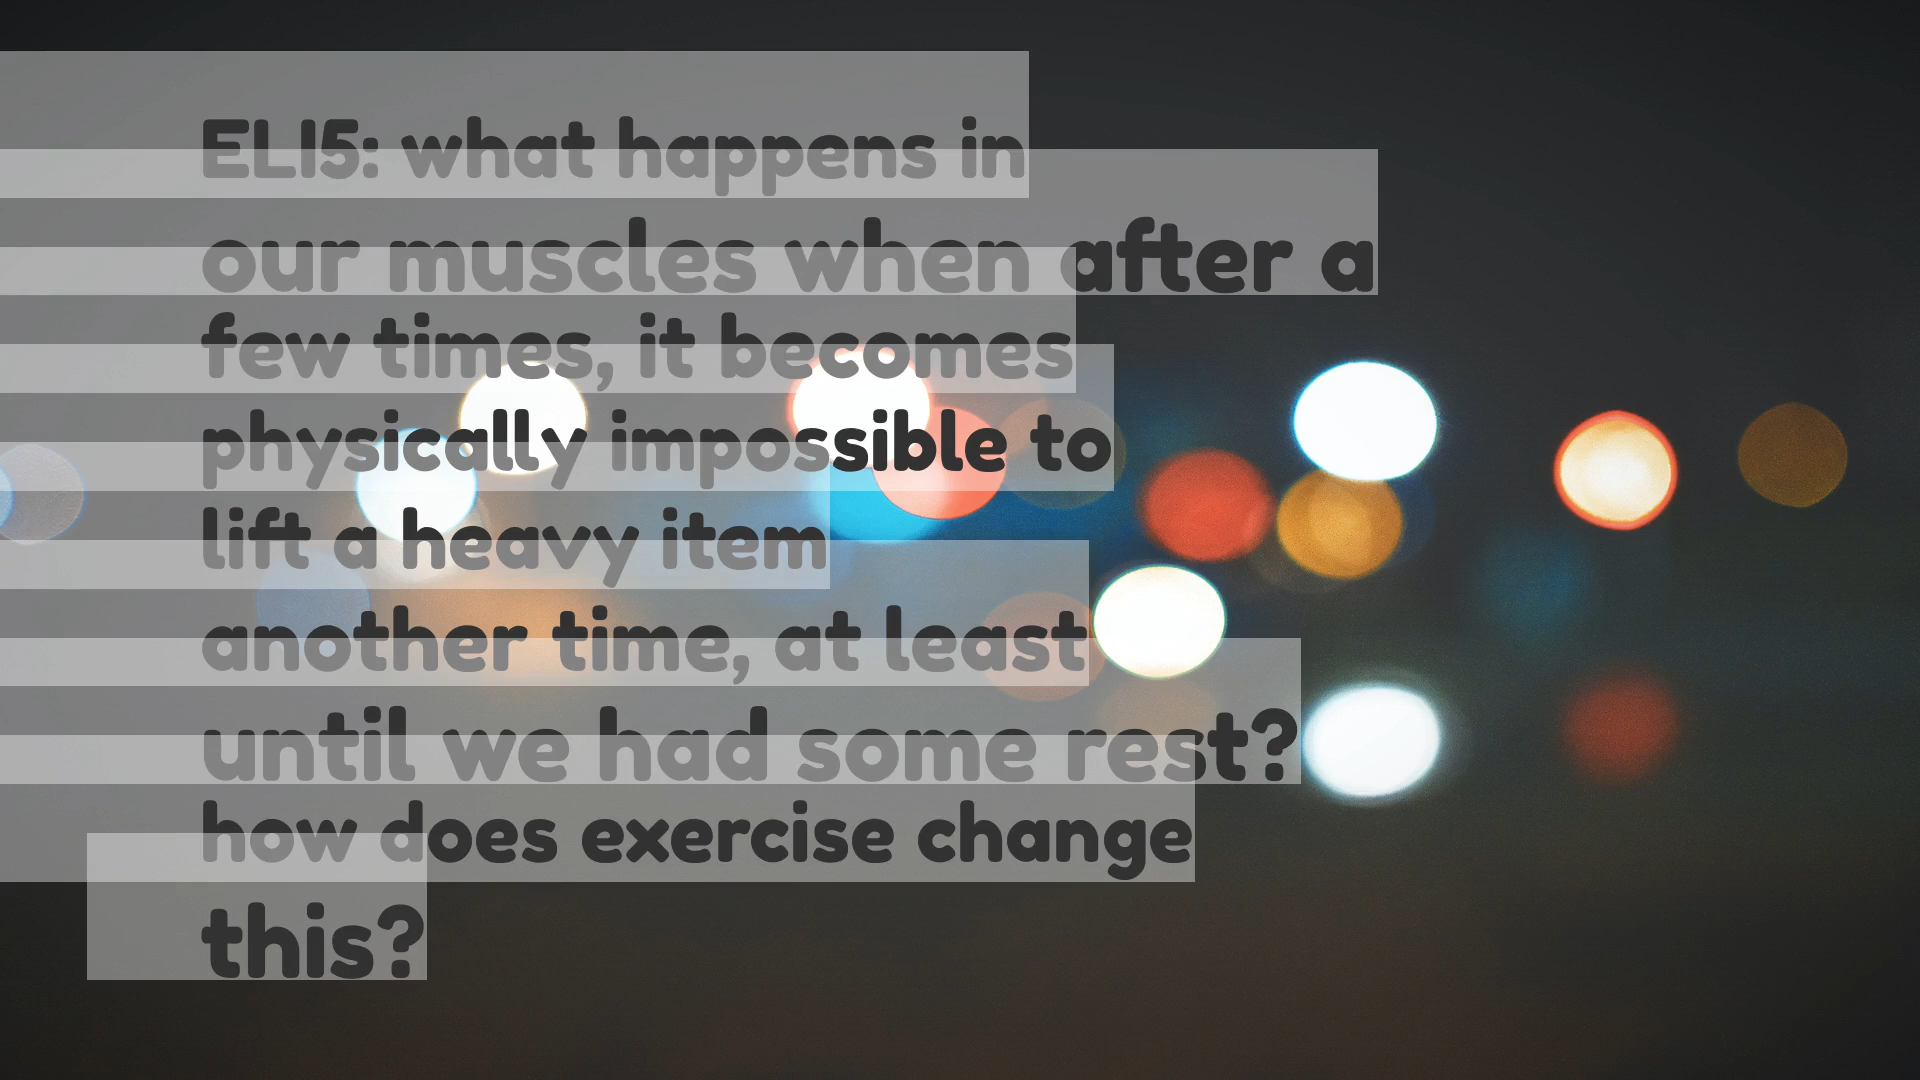 ELI5: what happens in
our muscles when after a
few times, it becomes
physically impossible to
lift a heavy item
another time, at least
until we had some rest?
how does exercise change
this?